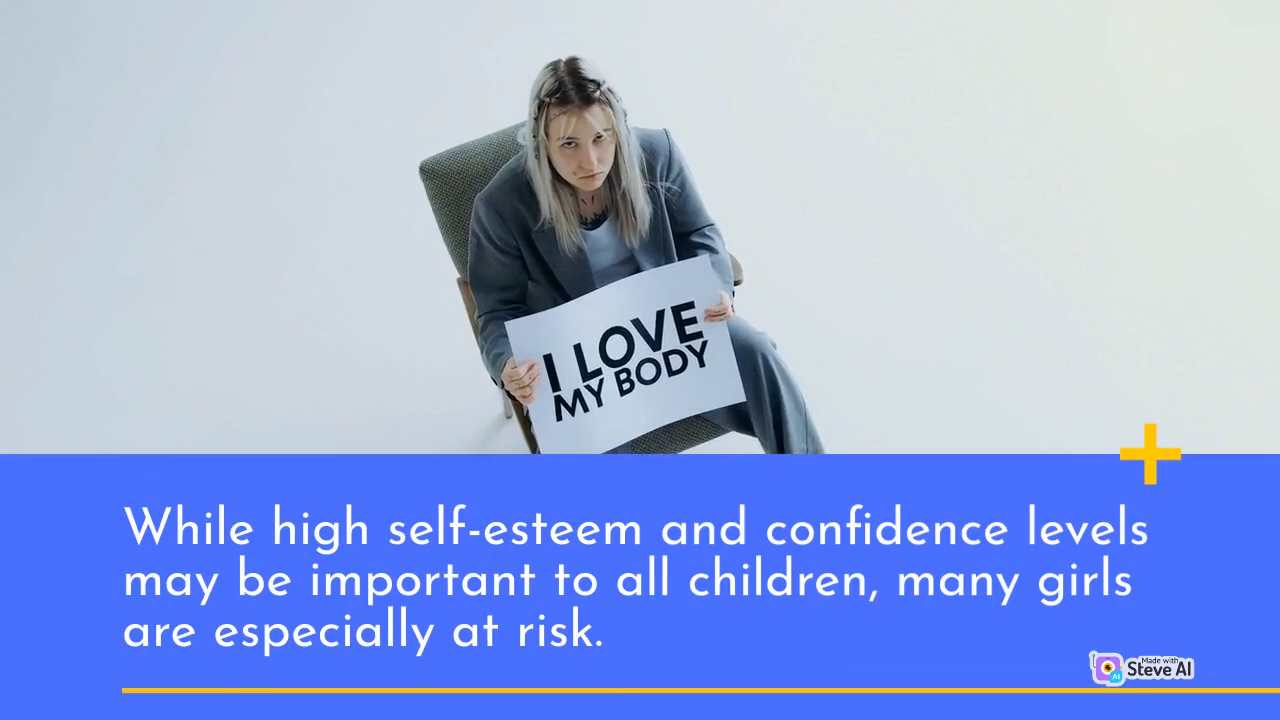 I LOVE
MY BODY
While high self-esteem and confidence levels
may be important to all children, many girls
are especially at risk.
Made with
Steve AI
AI